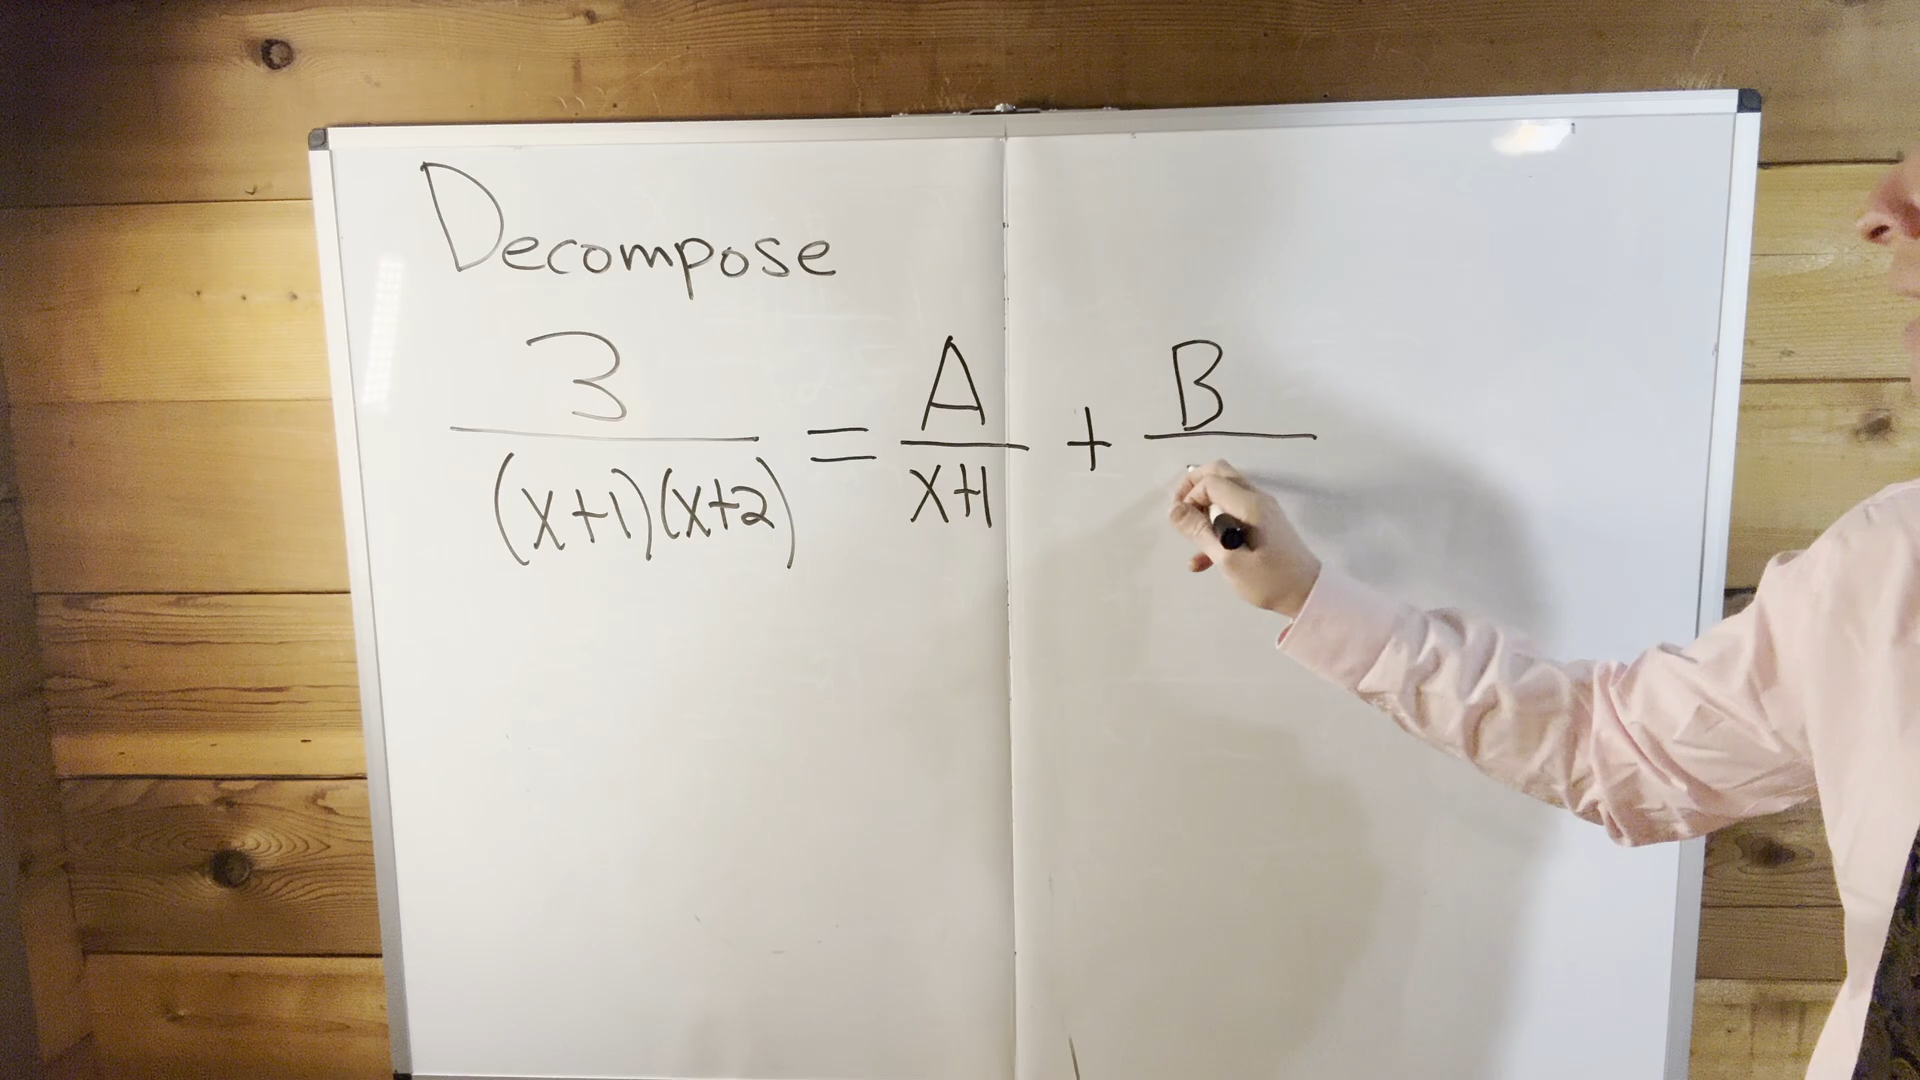 Decompose
3/((x+1)(x+2)) = A/(x+1) + B/